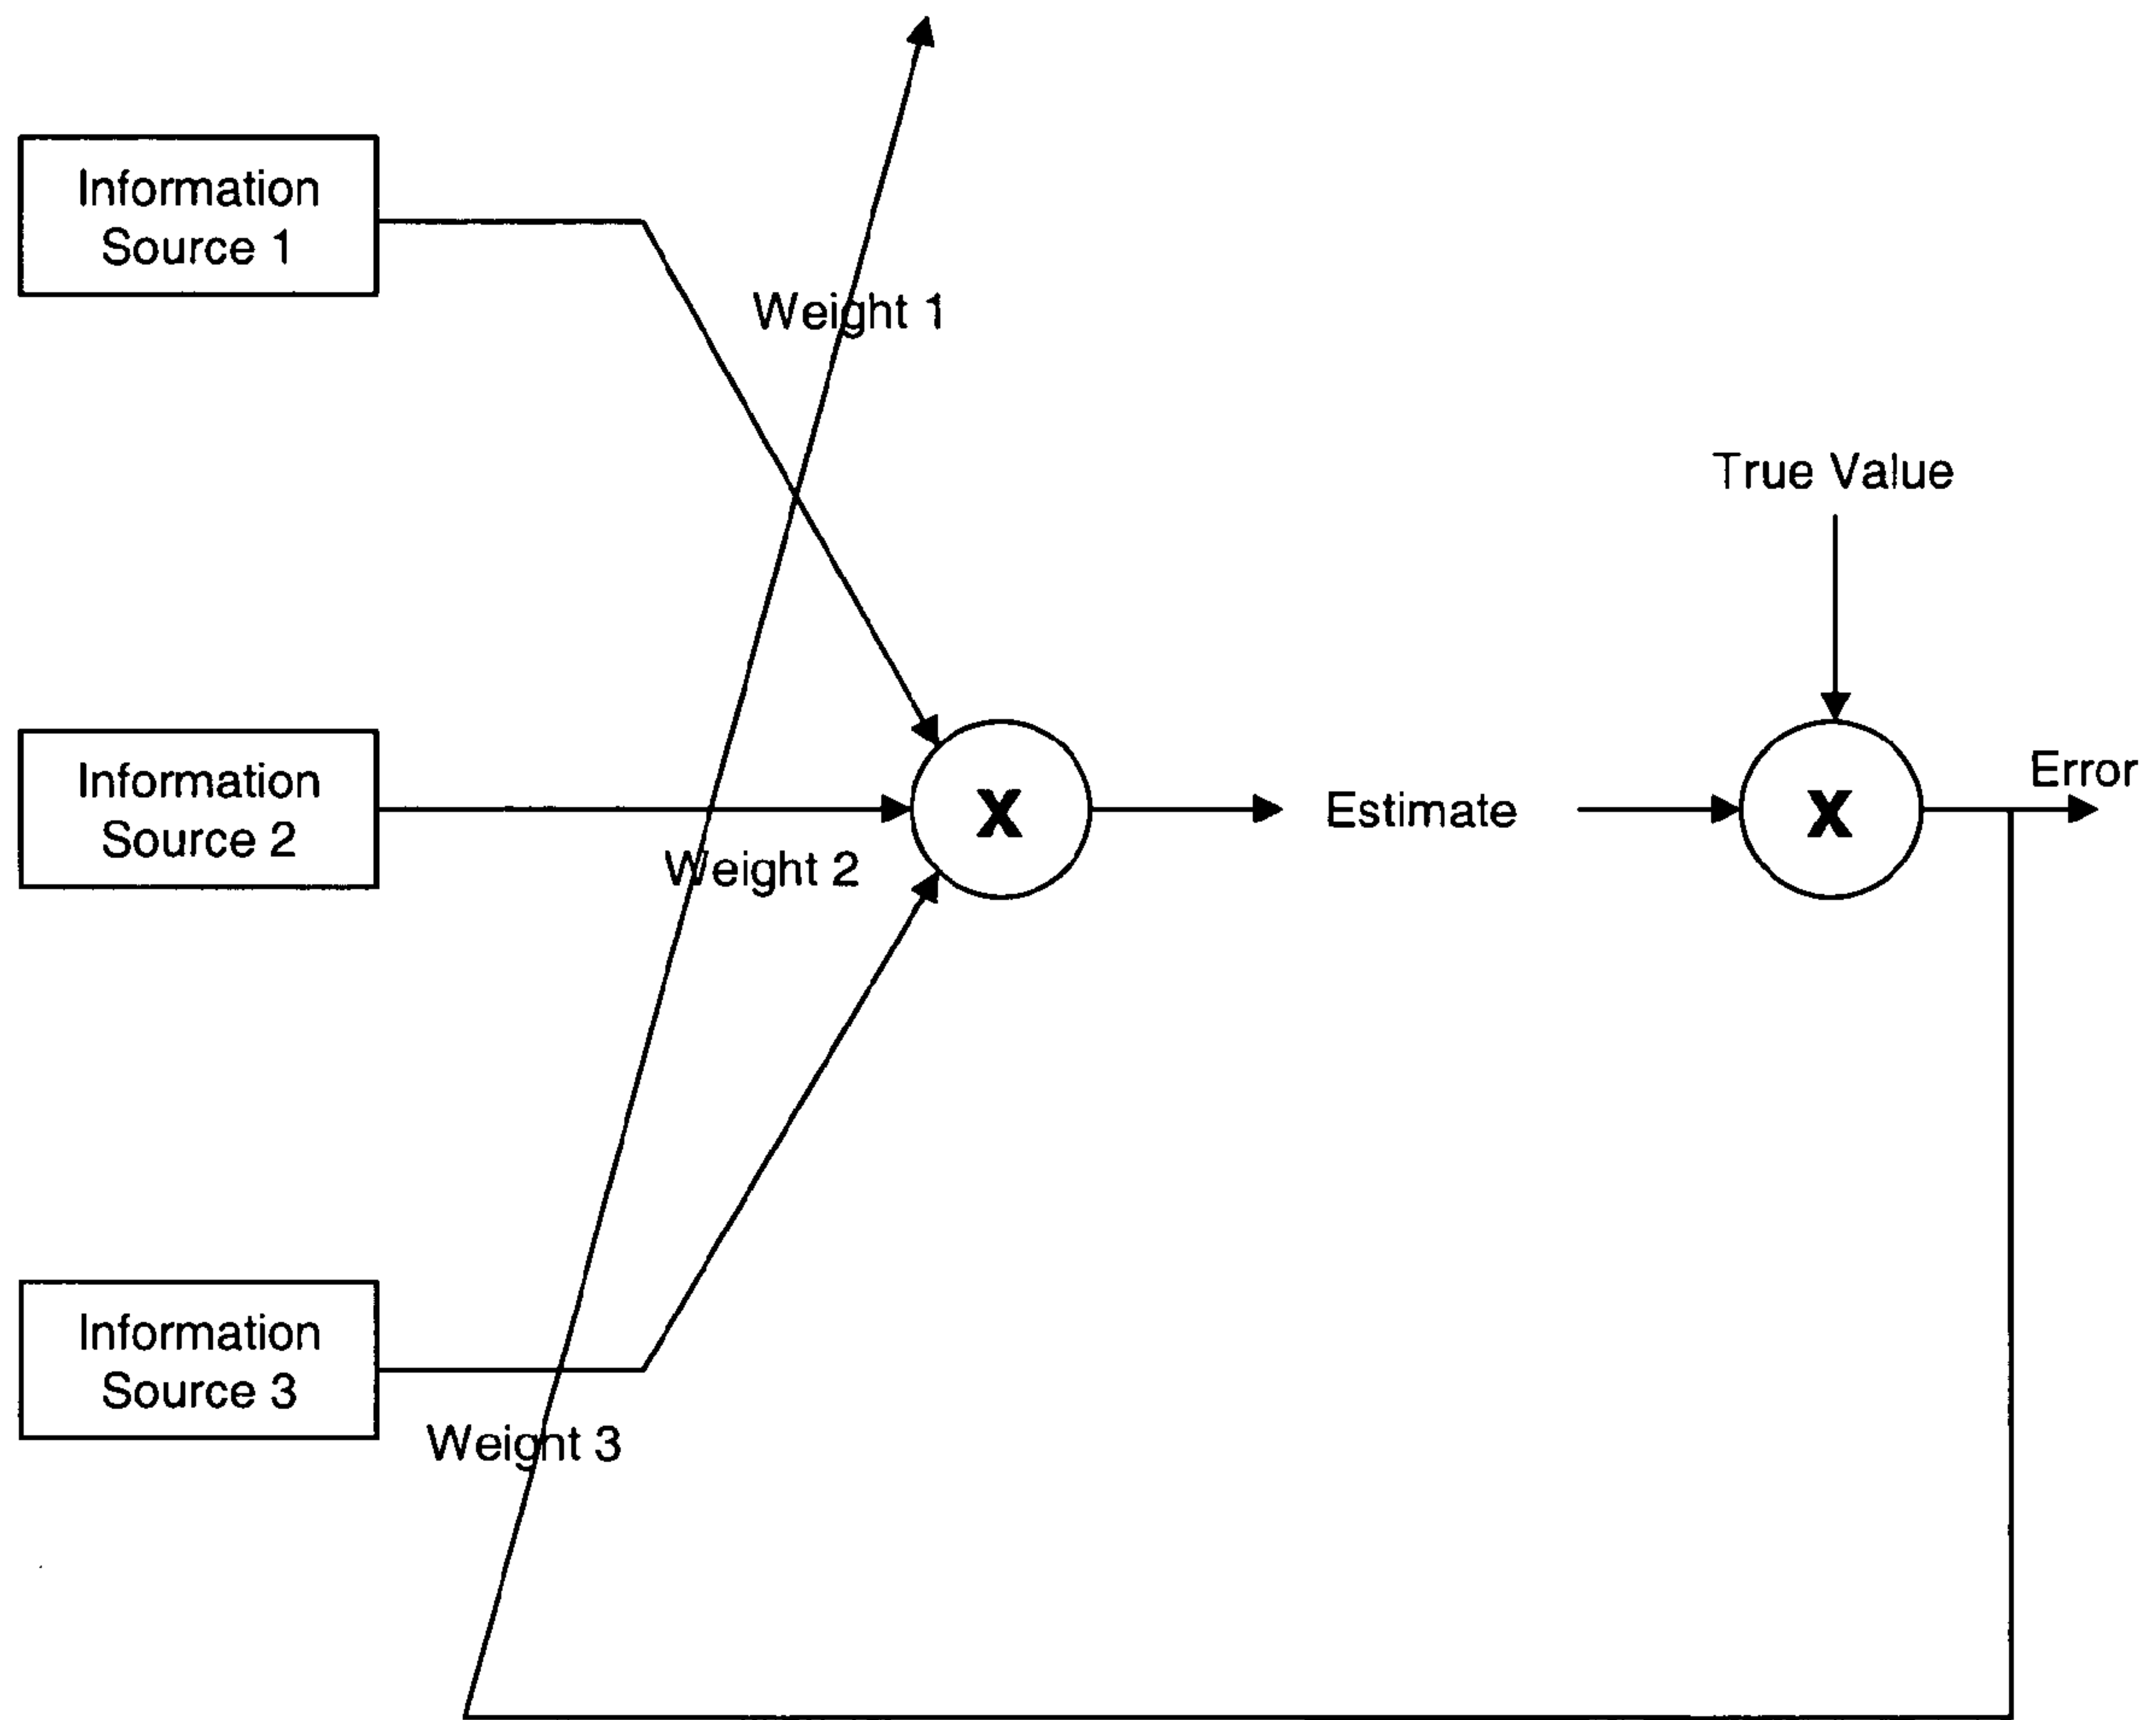 Information
Source 1
Weight 1
True Value
Information
Source 2
Weight 2
X
Estimate
X
Error
Information
Source 3
Weight 3